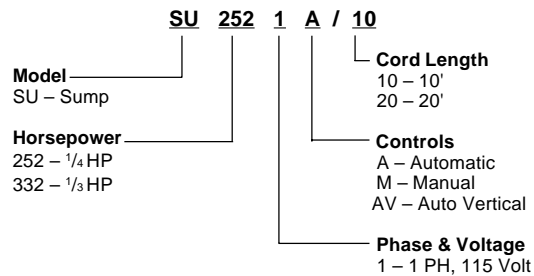 SU 252 1 A / 10
Model
SU – Sump
Horsepower
252 – 1/4 HP
332 – 1/3 HP
Cord Length
10 – 10'
20 – 20'
Controls
A – Automatic
M – Manual
AV – Auto Vertical
Phase & Voltage
1 – 1 PH, 115 Volt